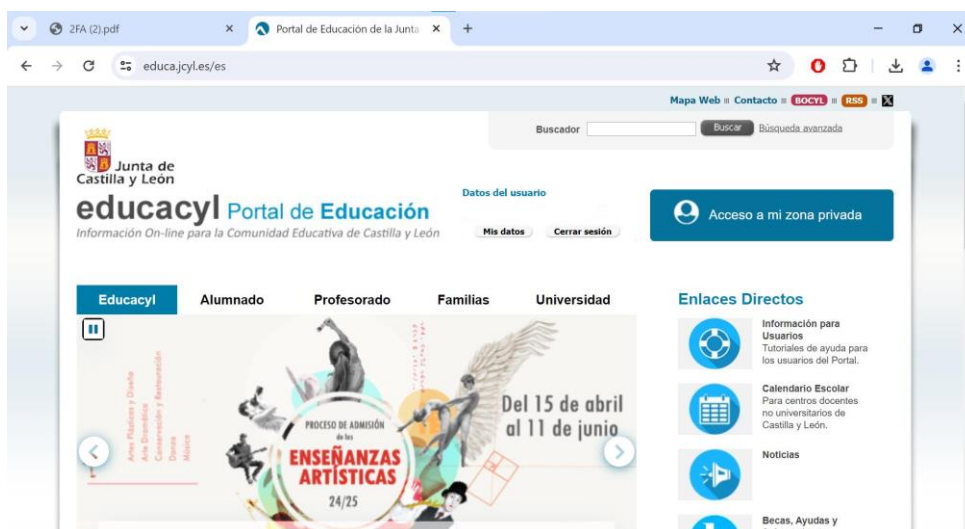 2FA (2).pdf
Portal de Educación de la Junta
educa.jcyl.es/es
Mapa Web
Contacto
BOCYL
RSS
X
Buscador
Buscar
Búsqueda avanzada
Junta de
Castilla y León
educacyl Portal de Educación
Información On-line para la Comunidad Educativa de Castilla y León
Datos del usuario
Mis datos
Cerrar sesión
Acceso a mi zona privada
Educacyl
Alumnado
Profesorado
Familias
Universidad
Artes Plásticas y Diseño
Arte Dramático
Conservación y Restauración
Danza
Música
PROCESO DE ADMISIÓN
de las
ENSEÑANZAS
ARTÍSTICAS
24/25
Del 15 de abril
al 11 de junio
Enlaces Directos
Información para
Usuarios
Tutoriales de ayuda para
los usuarios del Portal.
Calendario Escolar
Para centros docentes
no universitarios de
Castilla y León.
Noticias
Becas, Ayudas y